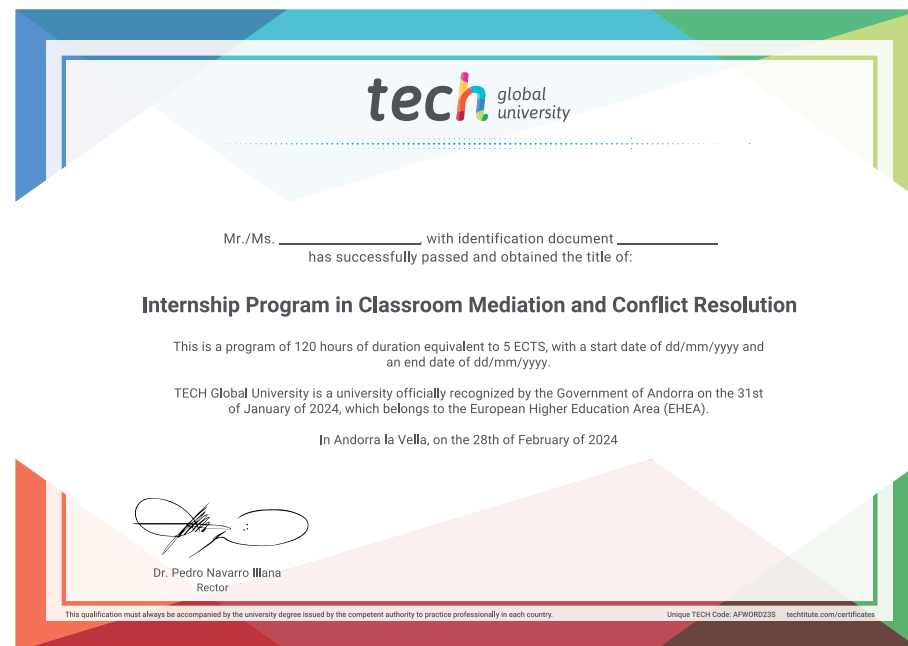 tech global university
Mr./Ms. ____________, with identification document ____________
has successfully passed and obtained the title of:
Internship Program in Classroom Mediation and Conflict Resolution
This is a program of 120 hours of duration equivalent to 5 ECTS, with a start date of dd/mm/yyyy and
an end date of dd/mm/yyyy.
TECH Global University is a university officially recognized by the Government of Andorra on the 31st
of January of 2024, which belongs to the European Higher Education Area (EHEA).
In Andorra la Vella, on the 28th of February of 2024
Dr. Pedro Navarro Illana
Rector
This qualification must always be accompanied by the university degree issued by the competent authority to practice professionally in each country. Unique TECH Code: AFWORD23S techtitute.com/certificates